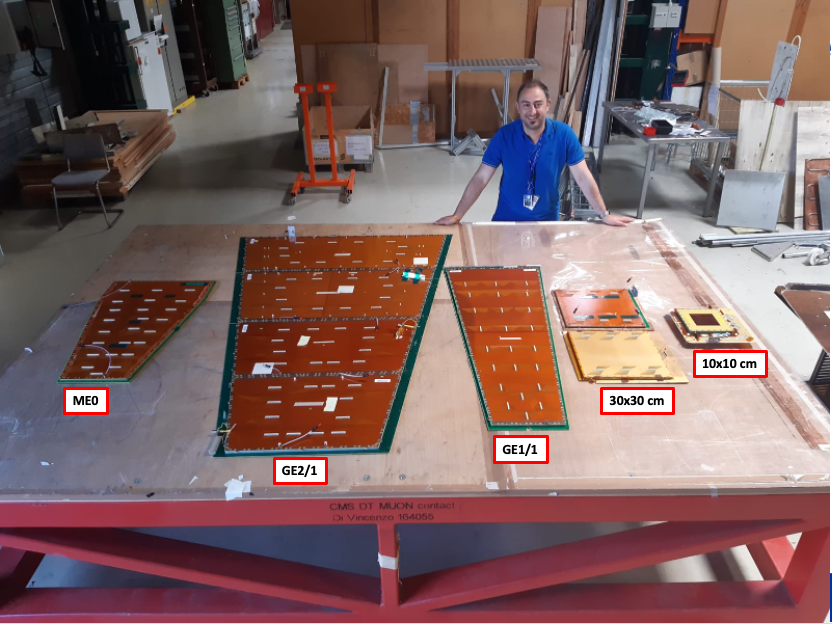 ME0
GE2/1
GE1/1
30x30 cm
10x10 cm
CMS DT MUON contact :
Di Vincenzo 164055